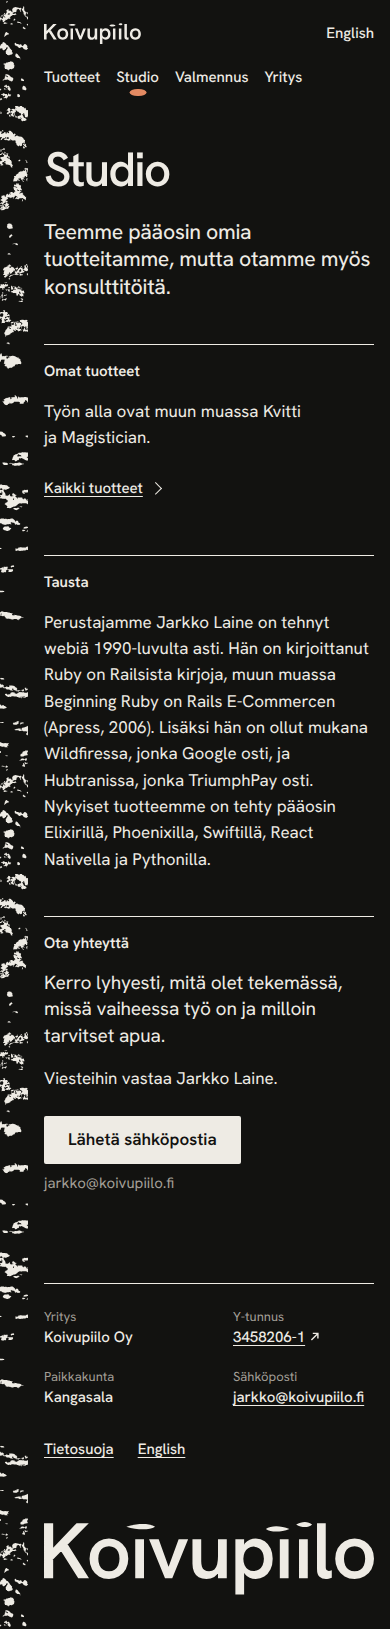 Koivupiilo
English
Tuotteet Studio Valmennus Yritys
Studio
Teemme pääosin omia
tuotteitamme, mutta otamme myös
konsulttitöitä.
Omat tuotteet
Työn alla ovat muun muassa Kvitti
ja Magistician.
Kaikki tuotteet
Tausta
Perustajamme Jarkko Laine on tehnyt
webiä 1990-luvulta asti. Hän on kirjoittanut
Ruby on Railsista kirjoja, muun muassa
Beginning Ruby on Rails E-Commercen
(Apress, 2006). Lisäksi hän on ollut mukana
Wildfiressa, jonka Google osti, ja
Hubtranissa, jonka TriumphPay osti.
Nykyiset tuotteemme on tehty pääosin
Elixirillä, Phoenixilla, Swiftillä, React
Nativella ja Pythonilla.
Ota yhteyttä
Kerro lyhyesti, mitä olet tekemässä,
missä vaiheessa työ on ja milloin
tarvitset apua.
Viesteihin vastaa Jarkko Laine.
Lähetä sähköpostia
jarkko@koivupiilo.fi
Yritys
Koivupiilo Oy
Y-tunnus
3458206-1 ↗
Paikkakunta
Kangasala
Sähköposti
jarkko@koivupiilo.fi
Tietosuoja English
Koivupiilo